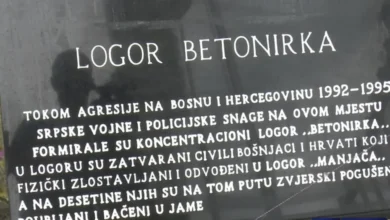 LOGOR BETONIRKA
TOKOM AGRESIJE NA BOSNU I HERCEGOVINU 1992-1995
SRPSKE VOJNE I POLICIJSKE SNAGE NA OVOM MJESTU
FORMIRALE SU KONCENTRACIONI LOGOR ,,BETONIRKA"
U LOGORU SU ZATVARANI CIVILI BOŠNJACI I HRVATI KOJI
FIZIČKI ZLOSTAVLJANI I ODVOĐENI U LOGOR ,,MANJAČA"
A NA DESETINE NJIH SU NA TOM PUTU ZVJERSKI POGUŠENI
I BAČENI U JAME